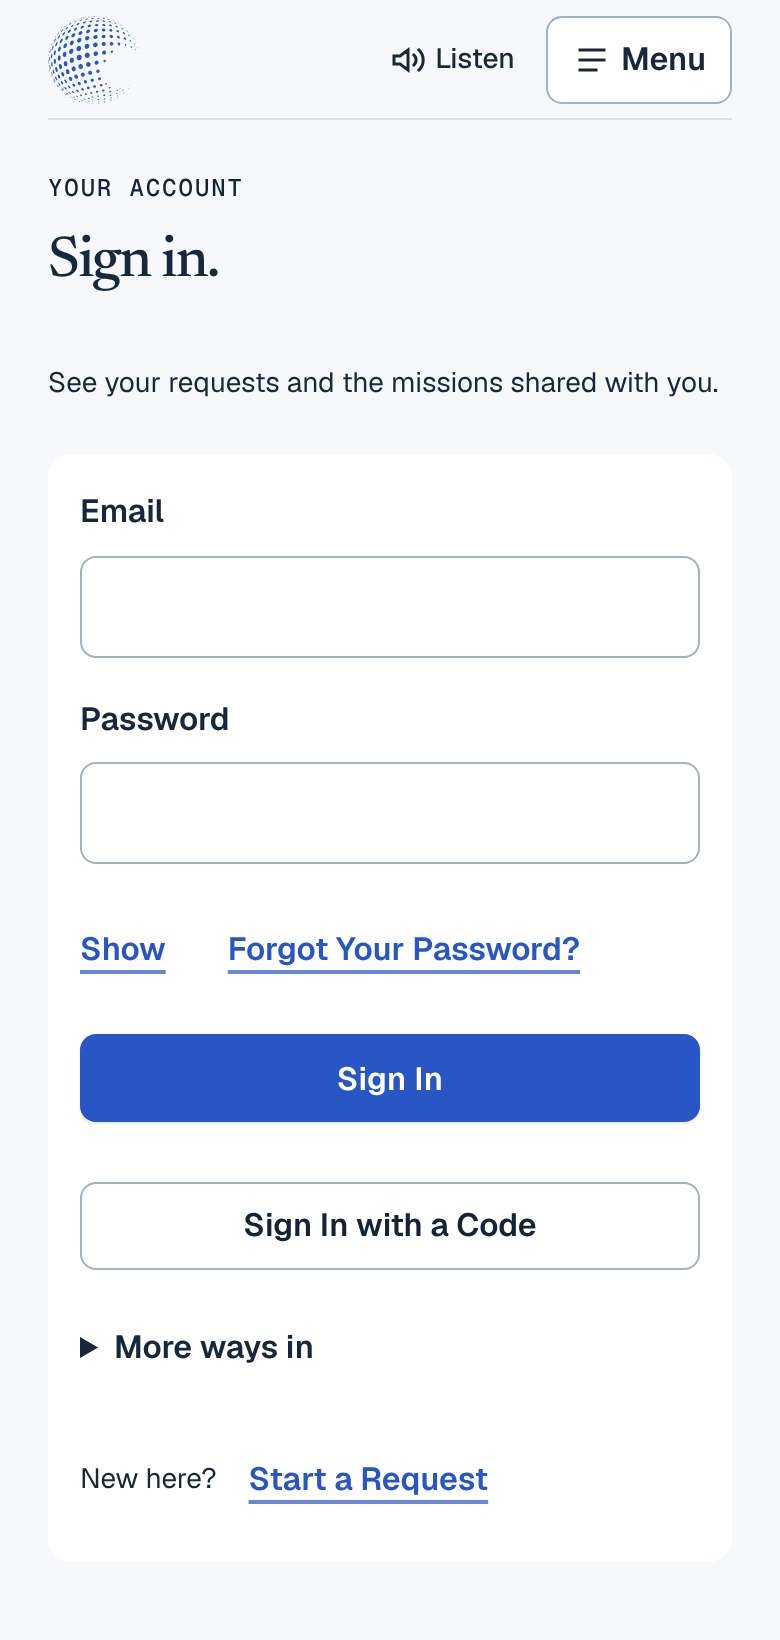 Listen
Menu
YOUR ACCOUNT
Sign in.
See your requests and the missions shared with you.
Email
Password
Show
Forgot Your Password?
Sign In
Sign In with a Code
More ways in
New here?
Start a Request